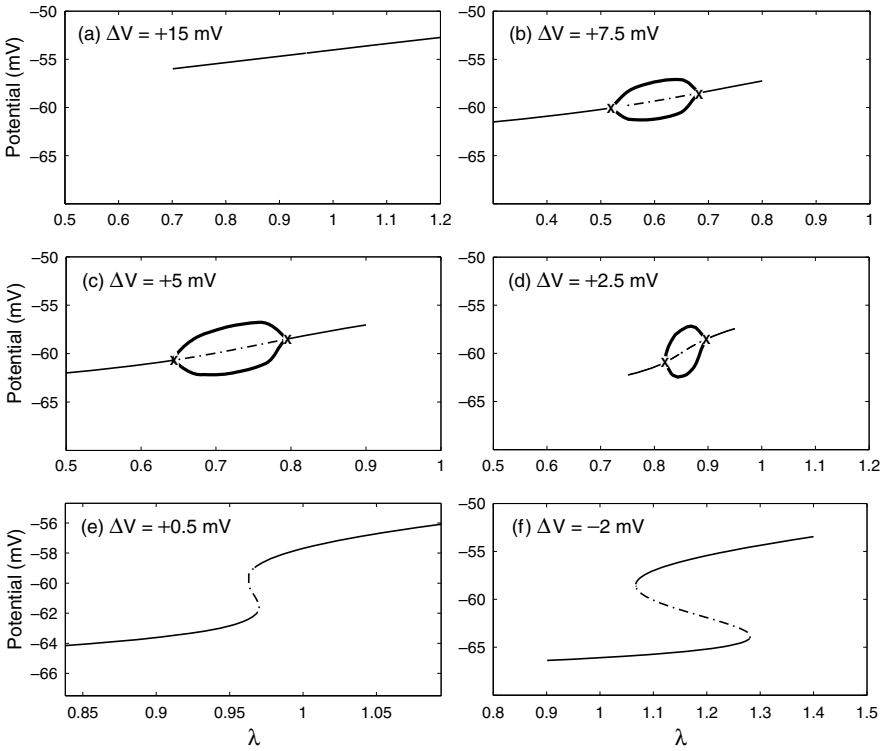 (a) ΔV = +15 mV
Potential (mV)
−50
−55
−60
−65
0.5 0.6 0.7 0.8 0.9 1 1.1 1.2
(b) ΔV = +7.5 mV
−50
−55
−60
−65
0.4 0.5 0.6 0.7 0.8 0.9 1
x x
(c) ΔV = +5 mV
Potential (mV)
−50
−55
−60
−65
0.5 0.6 0.7 0.8 0.9 1
x x
(d) ΔV = +2.5 mV
−50
−55
−60
−65
0.5 0.6 0.7 0.8 0.9 1 1.1 1.2
x x
(e) ΔV = +0.5 mV
Potential (mV)
−56
−58
−60
−62
−64
−66
0.85 0.9 0.95 1 1.05
λ
(f) ΔV = −2 mV
−50
−55
−60
−65
0.8 0.9 1 1.1 1.2 1.3 1.4 1.5
λ